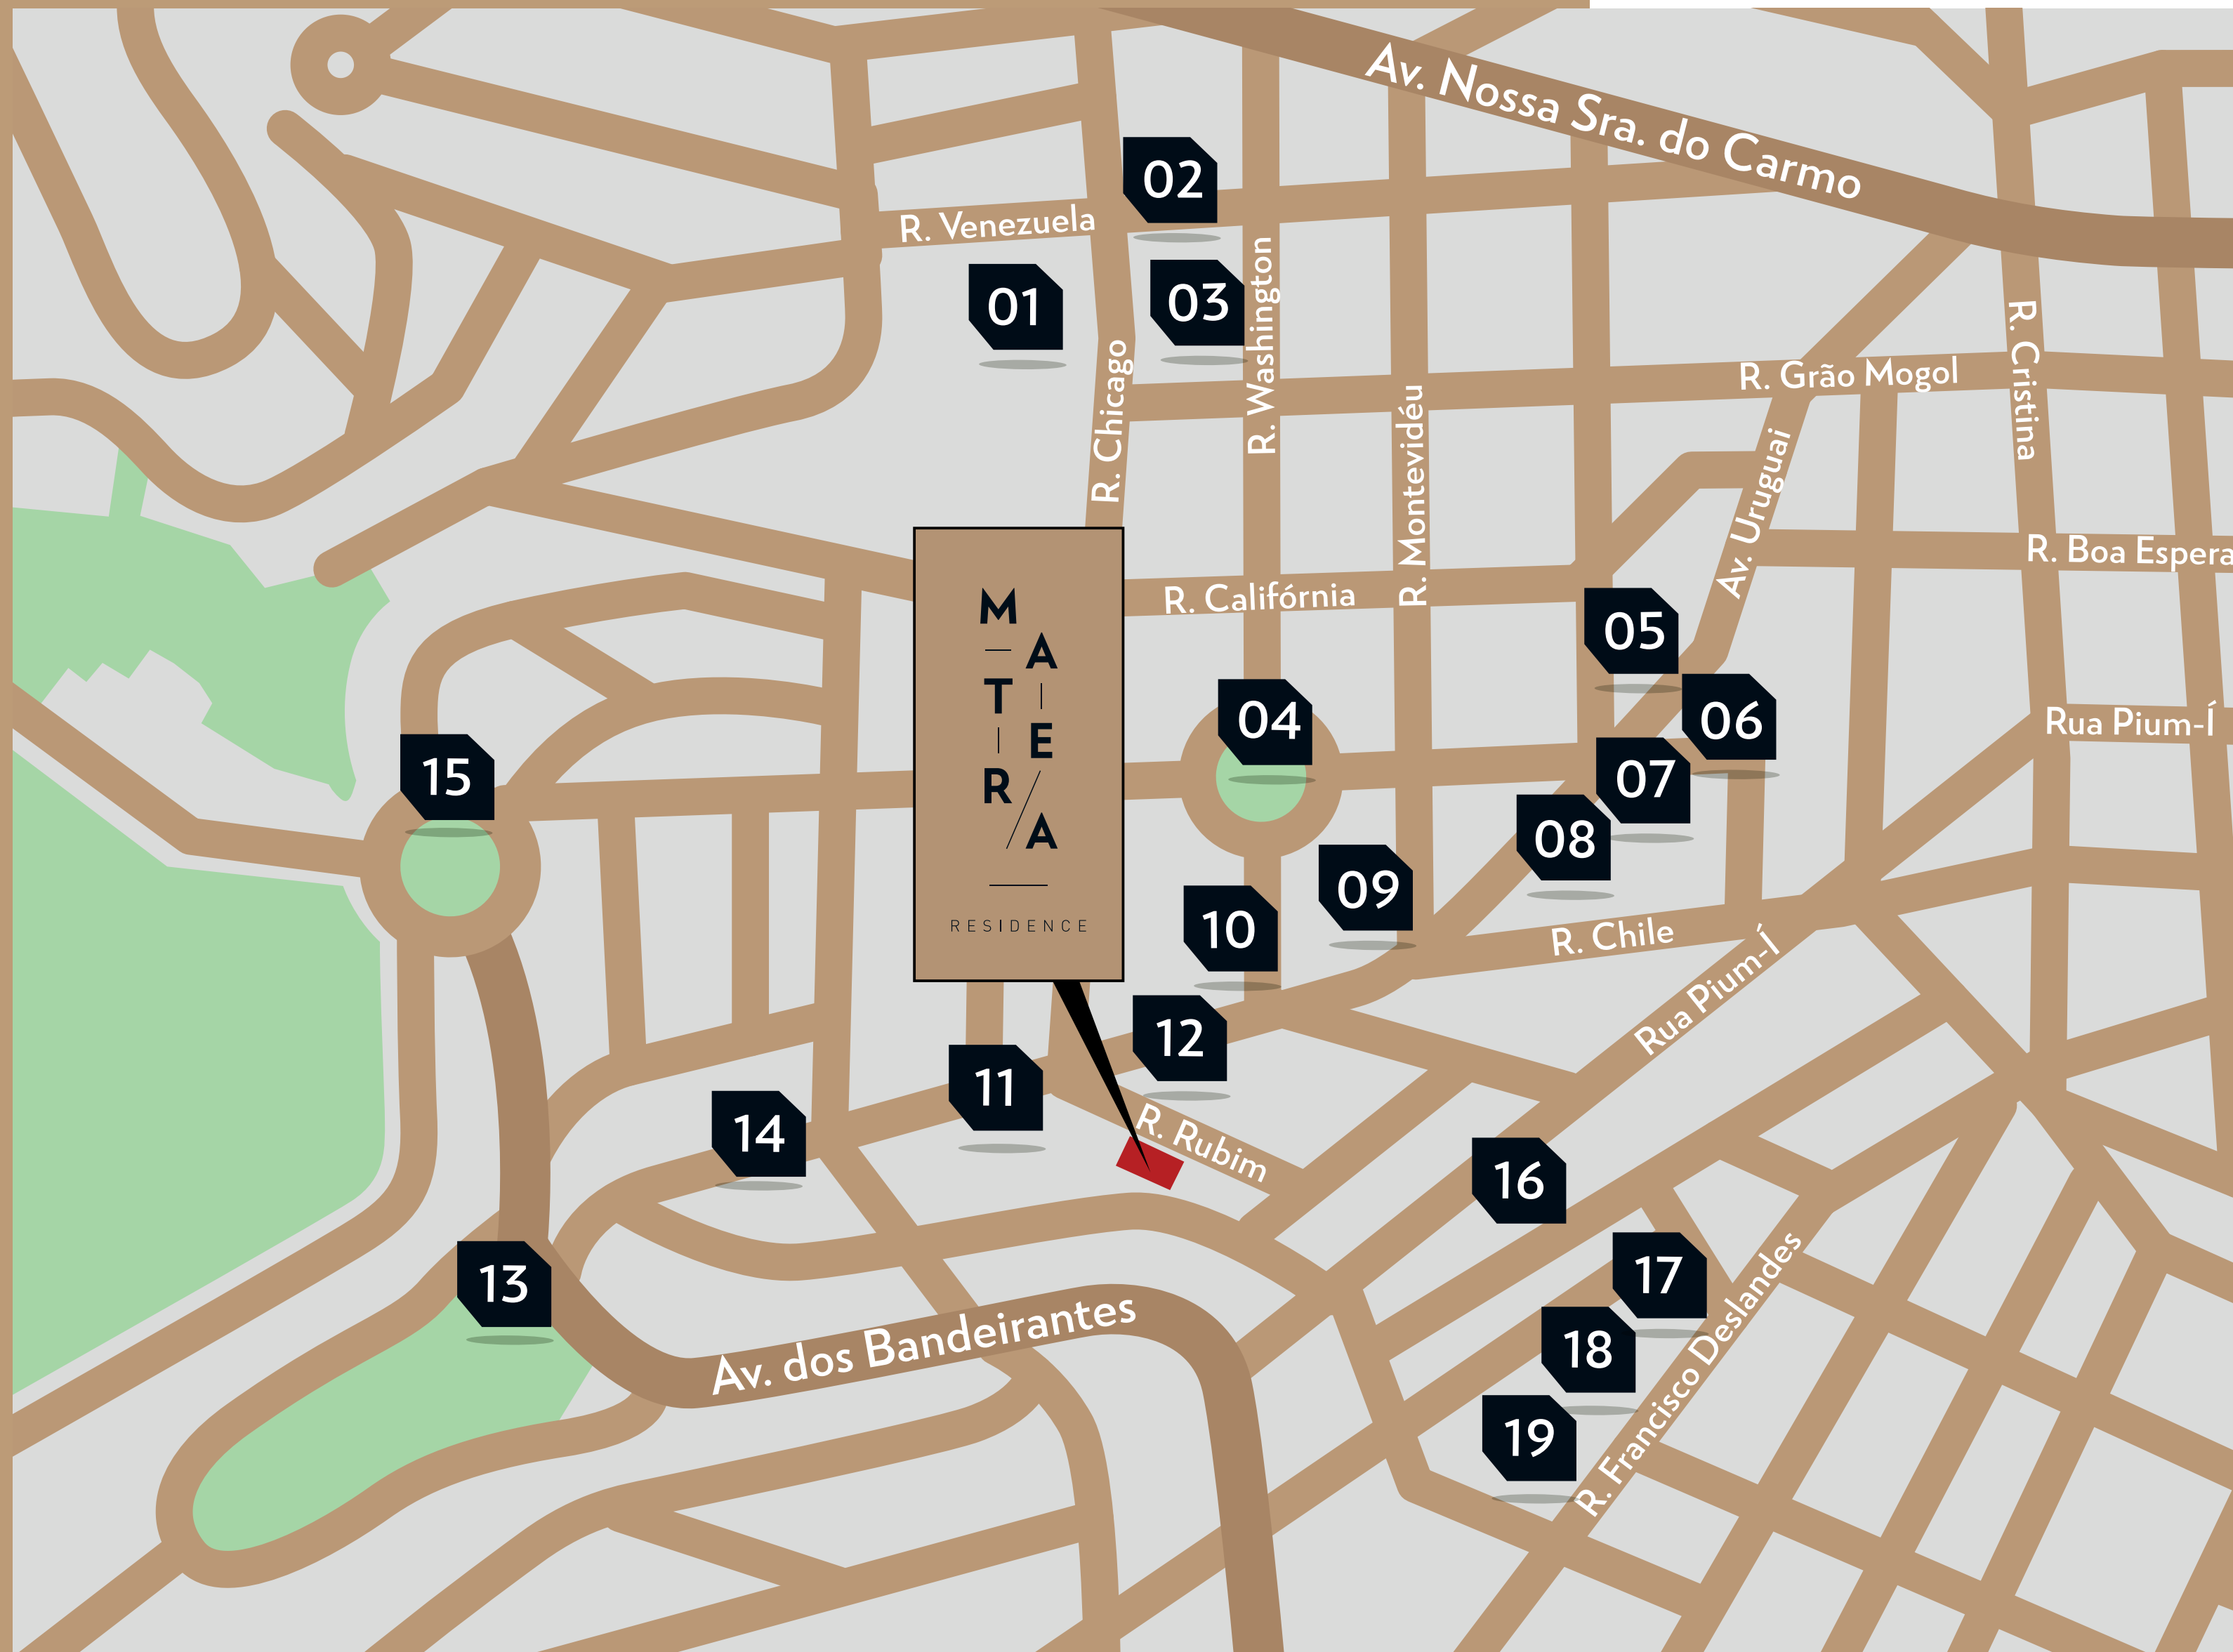 Av. Nossa Sra. do Carmo
02
R. Venezuela
01
03
R. Washington
R. Chicago
R. Montevidéu
R. Grão Mogol
R. Cristina
Av. Uruguai
R. Boa Espera
R. Califórnia
M
A
T
E
R
A
RESIDENCE
05
04
06
Rua Pium-Í
15
07
08
09
10
R. Chile
Rua Pium-Í
12
11
14
R. Rubim
16
13
17
R. Francisco Deslandes
18
Av. dos Bandeirantes
19